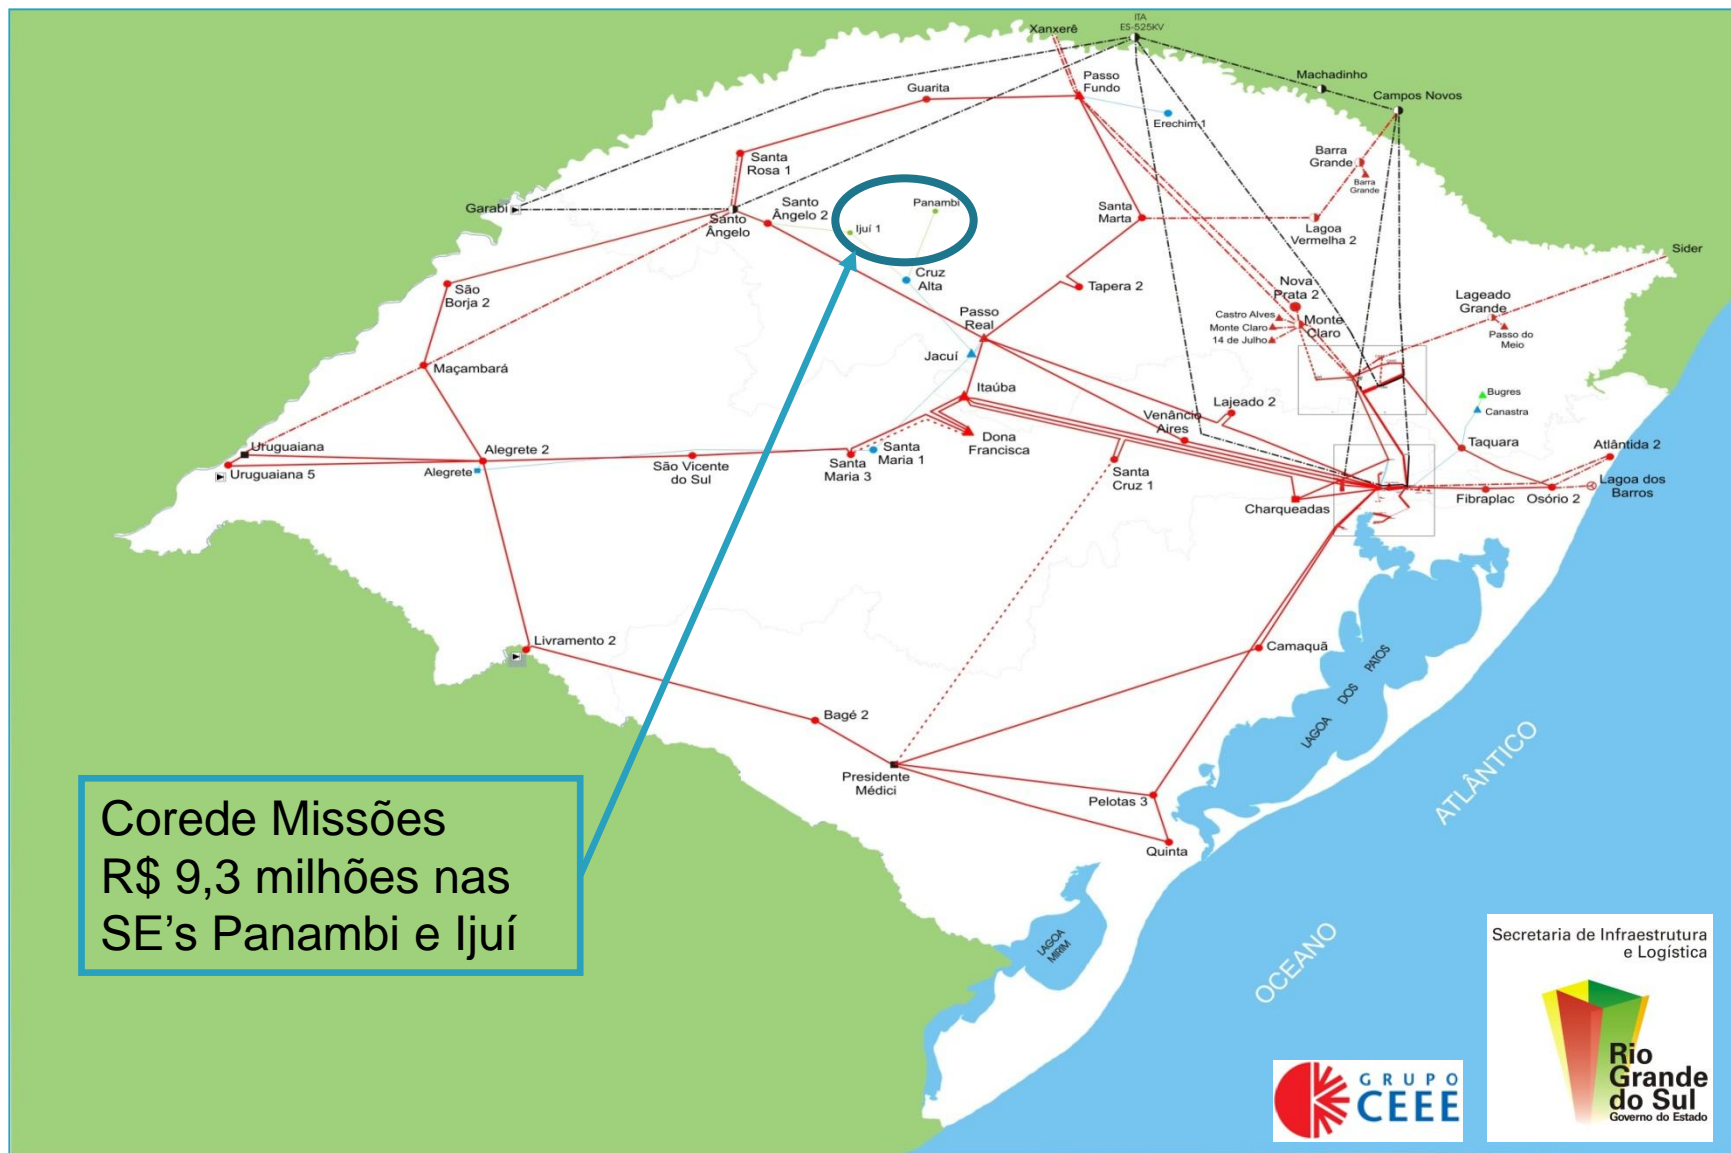 ITA
ES-525KV
Xanxerê
Machadinho
Campos Novos
Passo
Fundo
Guarita
Erechim 1
Barra
Grande
Barra
Grande
Santa
Rosa 1
Garabi
Santo
Ângelo
Santo
Ângelo 2
Panambi
Ijuí 1
Santa
Marta
Lagoa
Vermelha 2
Sider
Cruz
Alta
Tapera 2
São
Borja 2
Nova
Prata 2
Lageado
Grande
Castro Alves
Monte Claro
14 de Julho
Monte
Claro
Passo do
Meio
Passo
Real
Jacuí
Maçambará
Itaúba
Bugres
Canastra
Lajeado 2
Venâncio
Aires
Dona
Francisca
Uruguaiana
Uruguaiana 5
Alegrete 2
Alegrete
São Vicente
do Sul
Santa
Maria 3
Santa
Maria 1
Santa
Cruz 1
Charqueadas
Taquara
Atlântida 2
Fibraplac
Osório 2
Lagoa dos
Barros
Livramento 2
Camaquã
LAGOA
DOS
PATOS
Bagé 2
Presidente
Médici
Pelotas 3
Quinta
LAGOA
MIRIM
OCEANO
ATLÂNTICO
Corede Missões
R$ 9,3 milhões nas
SE’s Panambi e Ijuí
GRUPO
CEEE
Secretaria de Infraestrutura
e Logística
Rio
Grande
do Sul
Governo do Estado